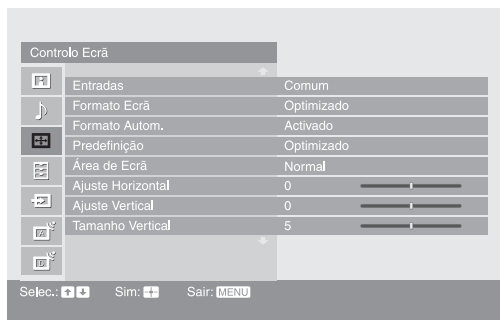 Controlo Ecrã
Entradas Comum
Formato Ecrã Optimizado
Formato Autom. Activado
Predefinição Optimizado
Área de Ecrã Normal
Ajuste Horizontal 0
Ajuste Vertical 0
Tamanho Vertical 5
Selec.: Sim: Sair: MENU